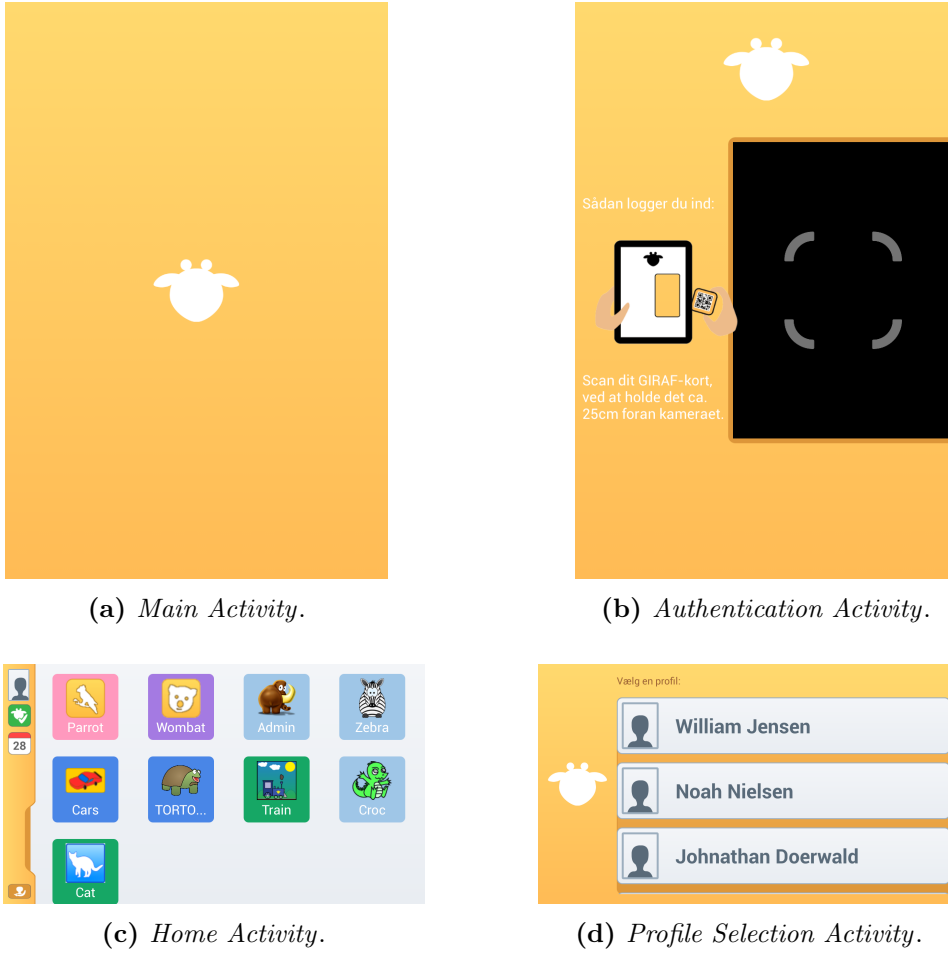 Sådan logger du ind:
Scan dit GIRAF-kort,
ved at holde det ca.
25cm foran kameraet.
(a) Main Activity.
(b) Authentication Activity.
28
Parrot
Wombat
Admin
Zebra
Cars
TORTO...
Train
Croc
Cat
(c) Home Activity.
Vælg en profil:
William Jensen
Noah Nielsen
Johnathan Doerwald
(d) Profile Selection Activity.